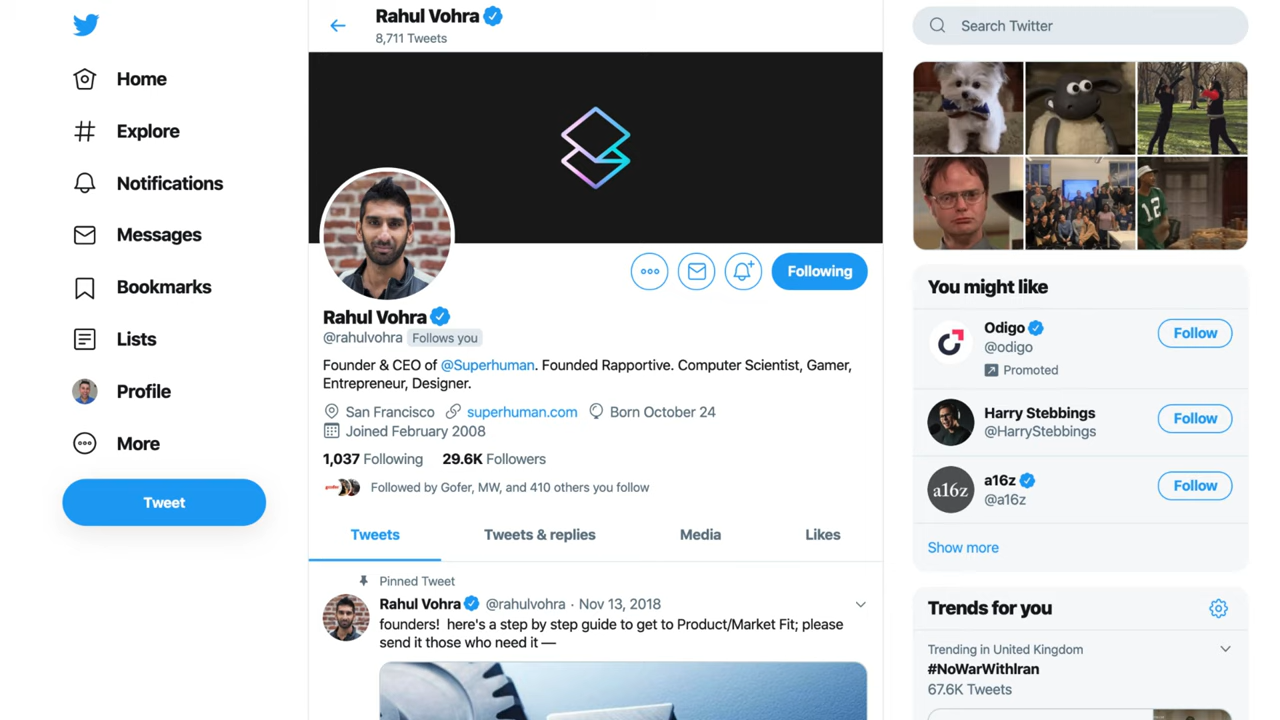 Home
Explore
Notifications
Messages
Bookmarks
Lists
Profile
More
Tweet
Rahul Vohra
8,711 Tweets
Following
Rahul Vohra
@rahulvohra Follows you
Founder & CEO of @Superhuman. Founded Rapportive. Computer Scientist, Gamer,
Entrepreneur, Designer.
San Francisco superhuman.com Born October 24
Joined February 2008
1,037 Following 29.6K Followers
Followed by Gofer, MW, and 410 others you follow
Tweets Tweets & replies Media Likes
Pinned Tweet
Rahul Vohra @rahulvohra · Nov 13, 2018
founders! here's a step by step guide to get to Product/Market Fit; please
send it those who need it —
Search Twitter
12
You might like
Odigo
@odigo
Promoted
Follow
Harry Stebbings
@HarryStebbings
Follow
a16z
a16z
@a16z
Follow
Show more
Trends for you
Trending in United Kingdom
#NoWarWithIran
67.6K Tweets